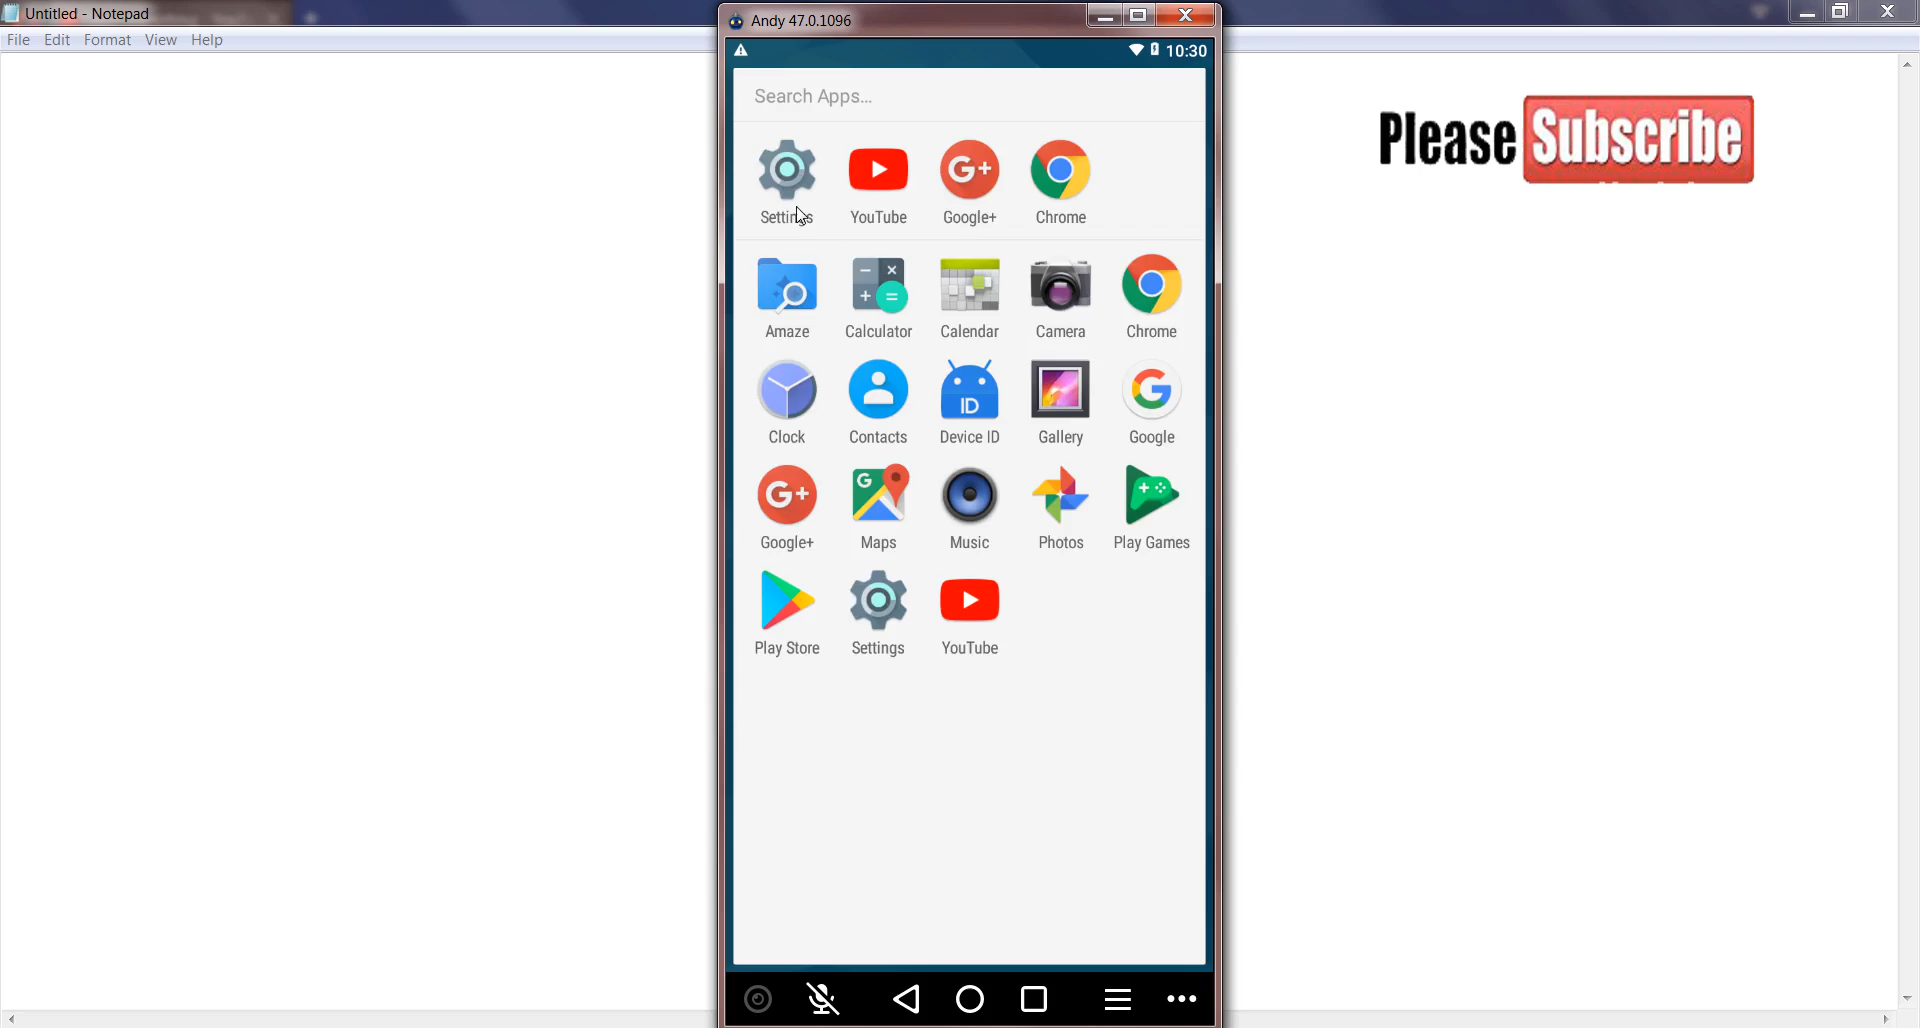 Untitled - Notepad
File Edit Format View Help
Andy 47.0.1096
10:30
Search Apps...
Settings YouTube Google+ Chrome
Amaze Calculator Calendar Camera Chrome
ID
Clock Contacts Device ID Gallery Google
Google+ Maps Music Photos Play Games
Play Store Settings YouTube
Please Subscribe